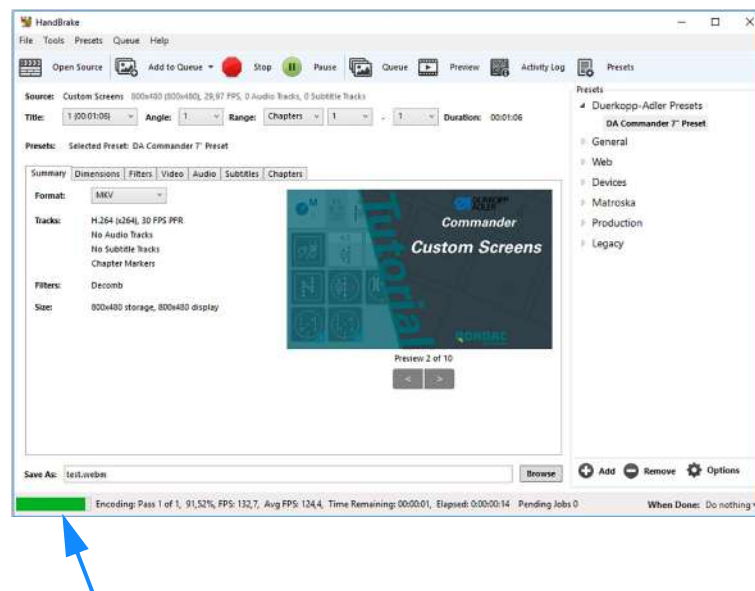 HandBrake
File Tools Presets Queue Help
Open Source Add to Queue Stop Pause Queue Preview Activity Log Presets
Source: Custom Screens 800x480 (800x480), 29,97 FPS, 0 Audio Tracks, 0 Subtitle Tracks
Title: 1 (00:01:06) Angle: 1 Range: Chapters 1 - 1 Duration: 00:01:06
Presets: Selected Preset: DA Commander 7" Preset
Summary Dimensions Filters Video Audio Subtitles Chapters
Format: MKV
Tracks: H.264 (x264), 30 FPS PFR
No Audio Tracks
No Subtitle Tracks
Chapter Markers
Filters: Decomb
Size: 800x480 storage, 800x480 display
M
Tutorial
DÜRKOPP
ADLER
Commander
Custom Screens
Preview 2 of 10
< >
Presets
Duerkopp-Adler Presets
DA Commander 7" Preset
General
Web
Devices
Matroska
Production
Legacy
Save As: test.webm Browse
Add Remove Options
Encoding: Pass 1 of 1, 91,52%, FPS: 132,7, Avg FPS: 124,4, Time Remaining: 00:00:01, Elapsed: 0:00:00:14 Pending Jobs 0 When Done: Do nothing